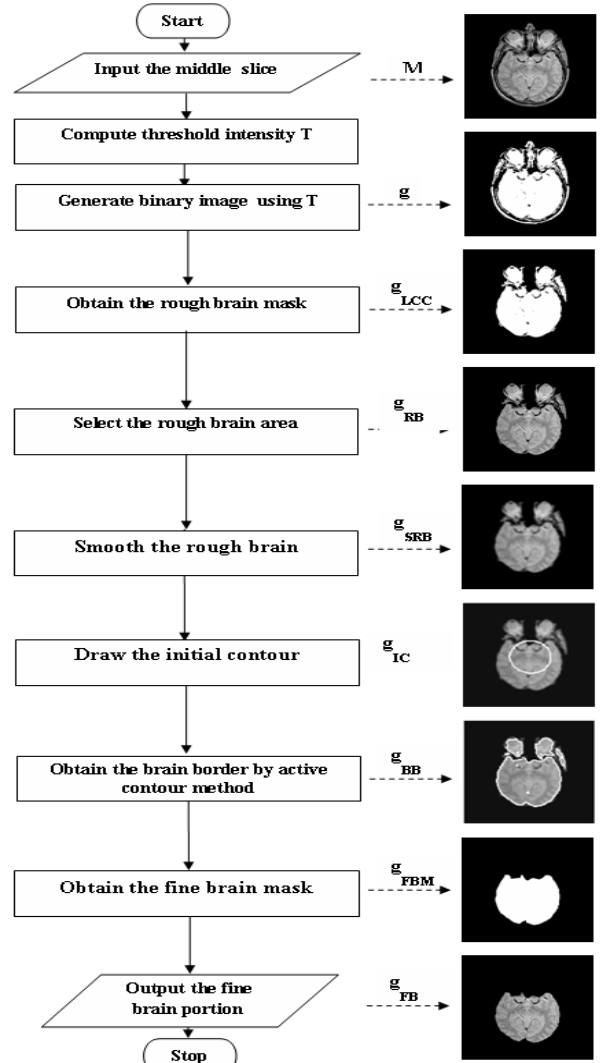 Start
Input the middle slice
M
Compute threshold intensity T
Generate binary image using T
g
Obtain the rough brain mask
g LCC
Select the rough brain area
g RB
Smooth the rough brain
g SRB
Draw the initial contour
g IC
Obtain the brain border by active
contour method
g BB
Obtain the fine brain mask
g FBM
Output the fine
brain portion
g FB
Stop